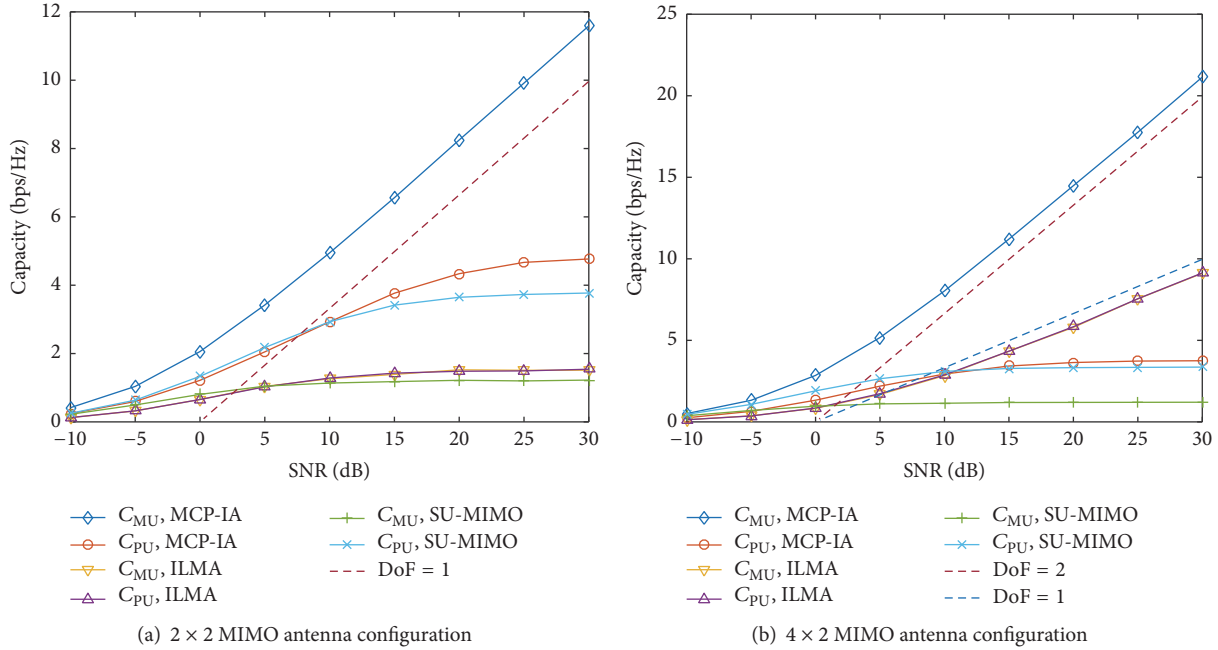 12
10
8
6
4
2
0
Capacity (bps/Hz)
−10 −5 0 5 10 15 20 25 30
SNR (dB)
C_MU, MCP-IA
C_PU, MCP-IA
C_MU, ILMA
C_PU, ILMA
C_MU, SU-MIMO
C_PU, SU-MIMO
DoF = 1
(a) 2 × 2 MIMO antenna configuration
25
20
15
10
5
0
Capacity (bps/Hz)
−10 −5 0 5 10 15 20 25 30
SNR (dB)
C_MU, MCP-IA
C_PU, MCP-IA
C_MU, ILMA
C_PU, ILMA
C_MU, SU-MIMO
C_PU, SU-MIMO
DoF = 2
DoF = 1
(b) 4 × 2 MIMO antenna configuration